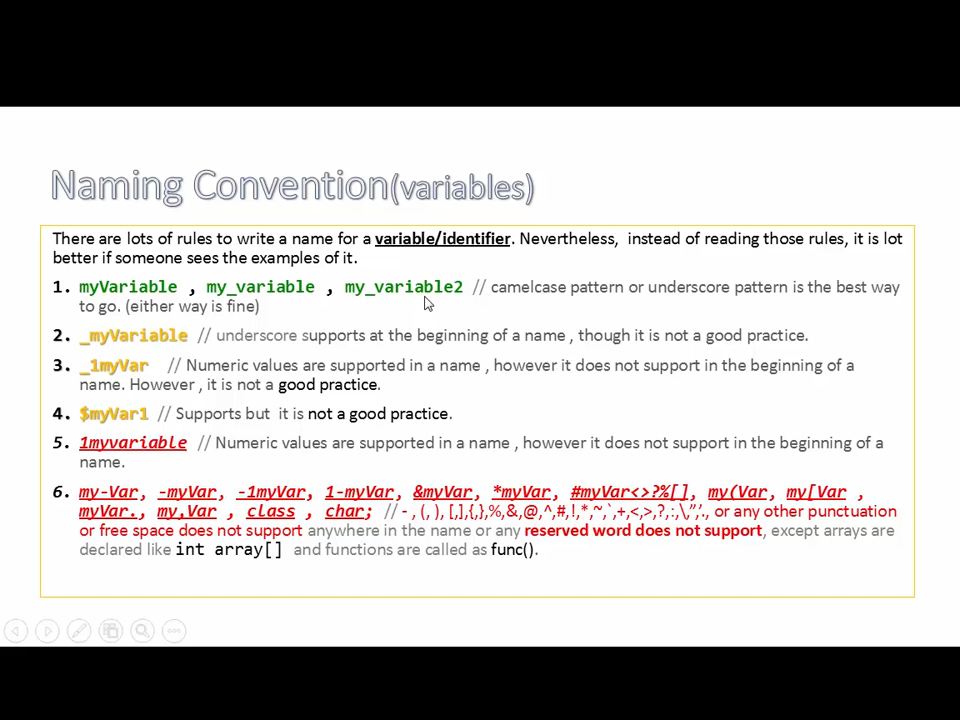 Naming Convention(variables)
There are lots of rules to write a name for a variable/identifier. Nevertheless, instead of reading those rules, it is lot
better if someone sees the examples of it.
1. myVariable , my_variable , my_variable2 // camelcase pattern or underscore pattern is the best way
to go. (either way is fine)
2. _myVariable // underscore supports at the beginning of a name , though it is not a good practice.
3. _1myVar // Numeric values are supported in a name , however it does not support in the beginning of a
name. However , it is not a good practice.
4. $myVar1 // Supports but it is not a good practice.
5. 1myvariable // Numeric values are supported in a name , however it does not support in the beginning of a
name.
6. my-Var, -myVar, -1myVar, 1-myVar, &myVar, *myVar, #myVar<>?%[], my(Var, my[Var ,
myVar., my,Var , class , char; // - , (, ), [,],{,},%,&,@,^,#,!,*,~,`,+,<,>,?,:,\,”,’., or any other punctuation
or free space does not support anywhere in the name or any reserved word does not support, except arrays are
declared like int array[] and functions are called as func().